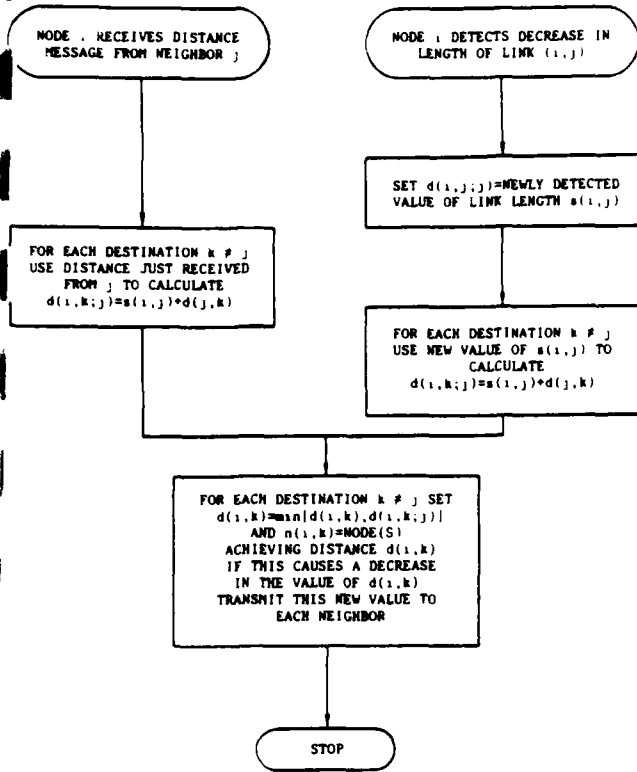 NODE . RECEIVES DISTANCE
MESSAGE FROM NEIGHBOR j
NODE i DETECTS DECREASE IN
LENGTH OF LINK (i,j)
SET d(i,j;j)=NEWLY DETECTED
VALUE OF LINK LENGTH s(i,j)
FOR EACH DESTINATION k ≠ j
USE DISTANCE JUST RECEIVED
FROM j TO CALCULATE
d(i,k;j)=s(i,j)+d(j,k)
FOR EACH DESTINATION k ≠ j
USE NEW VALUE OF s(i,j) TO
CALCULATE
d(i,k;j)=s(i,j)+d(j,k)
FOR EACH DESTINATION k ≠ j SET
d(i,k)=min|d(i,k),d(i,k;j)|
AND n(i,k)=NODE(S)
ACHIEVING DISTANCE d(i,k)
IF THIS CAUSES A DECREASE
IN THE VALUE OF d(i,k)
TRANSMIT THIS NEW VALUE TO
EACH NEIGHBOR
STOP